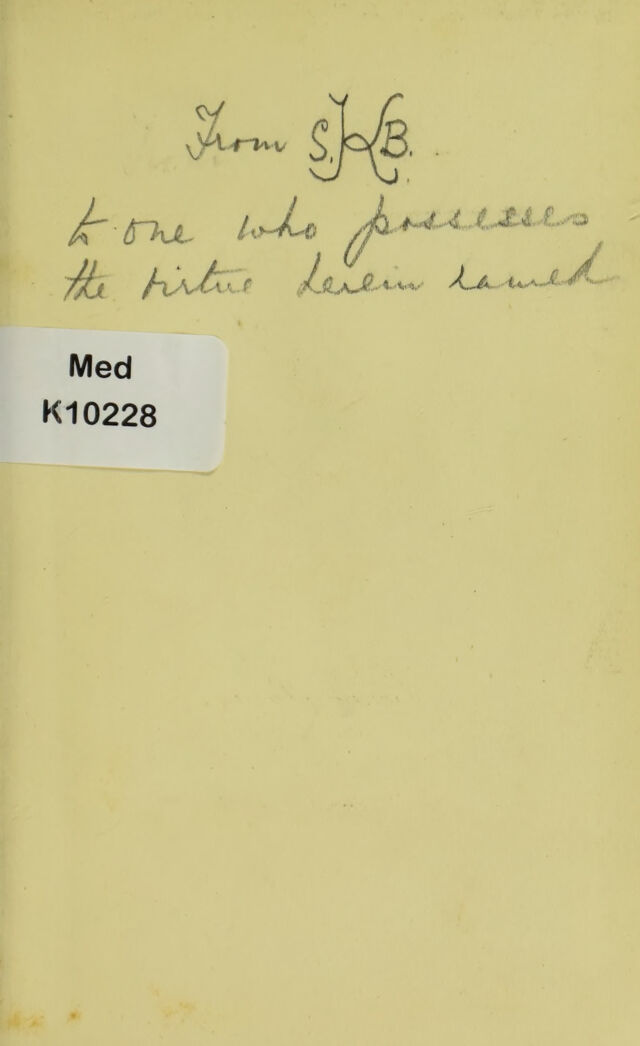 From S.K.B.
to one who possesses
the virtue herein named
Med
K10228